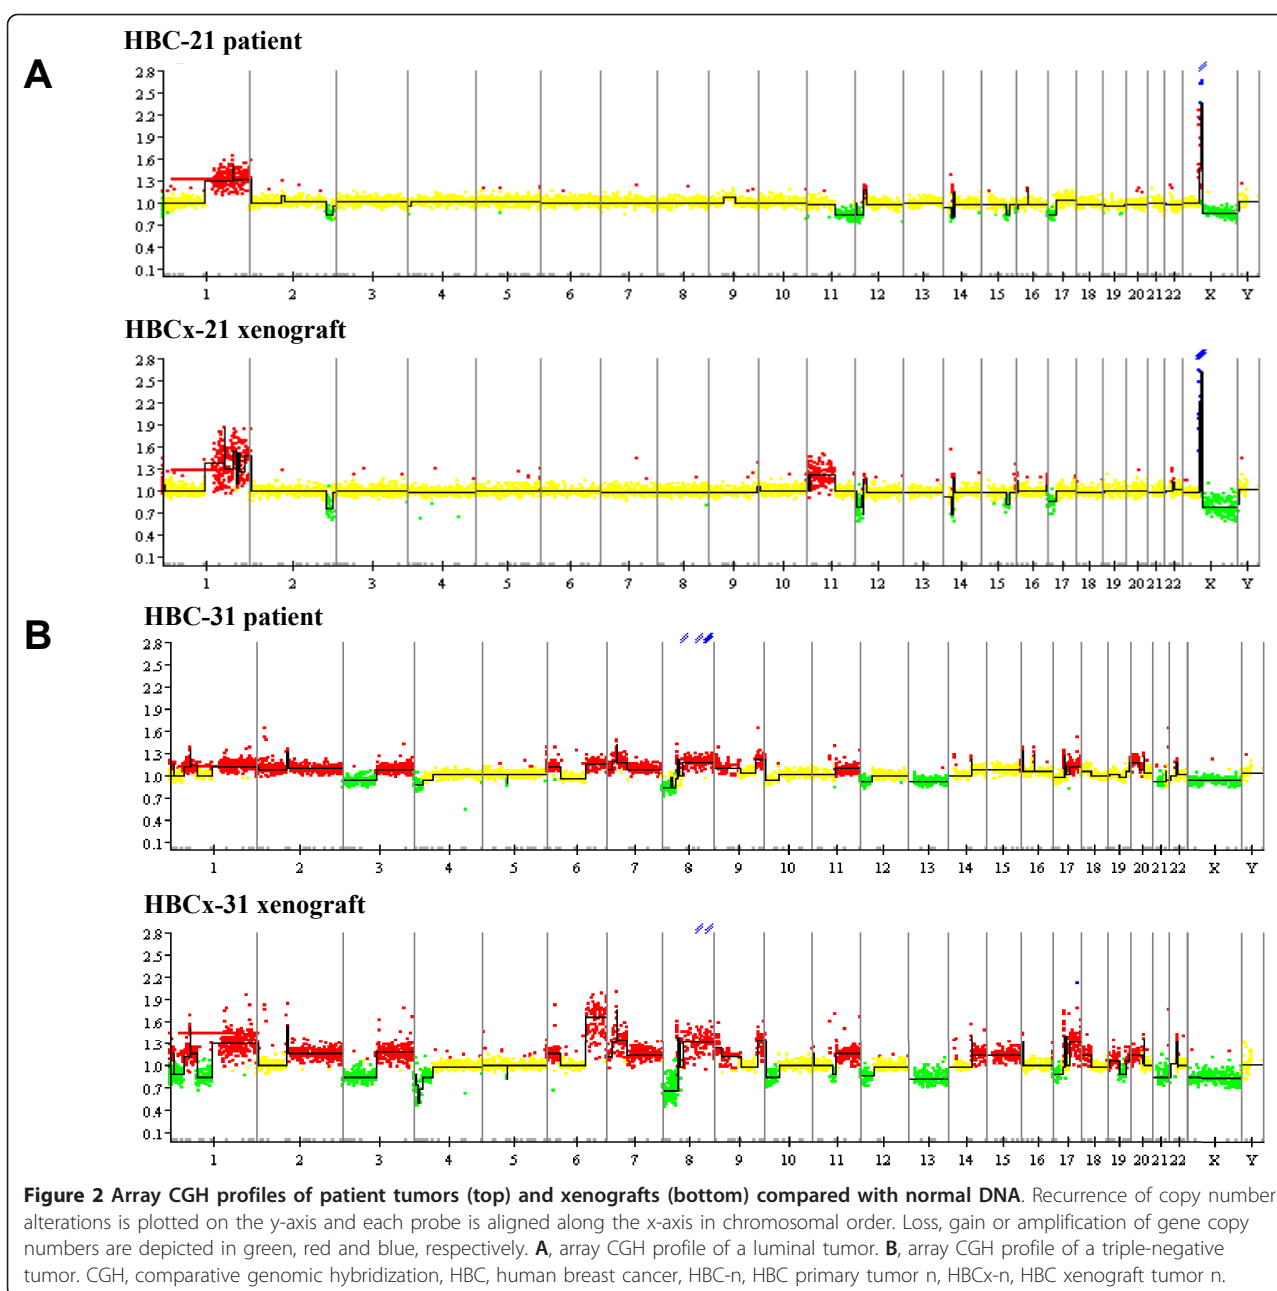 HBC-21 patient
A
2.8
2.5
2.2
1.9
1.6
1.3
1.0
0.7
0.4
0.1
1 2 3 4 5 6 7 8 9 10 11 12 13 14 15 16 17 18 19 20 21 22 X Y
HBCx-21 xenograft
2.8
2.5
2.2
1.9
1.6
1.3
1.0
0.7
0.4
0.1
1 2 3 4 5 6 7 8 9 10 11 12 13 14 15 16 17 18 19 20 21 22 X Y
HBC-31 patient
B
2.8
2.5
2.2
1.9
1.6
1.3
1.0
0.7
0.4
0.1
1 2 3 4 5 6 7 8 9 10 11 12 13 14 15 16 17 18 19 20 21 22 X Y
HBCx-31 xenograft
2.8
2.5
2.2
1.9
1.6
1.3
1.0
0.7
0.4
0.1
1 2 3 4 5 6 7 8 9 10 11 12 13 14 15 16 17 18 19 20 21 22 X Y
Figure 2 Array CGH profiles of patient tumors (top) and xenografts (bottom) compared with normal DNA. Recurrence of copy number
alterations is plotted on the y-axis and each probe is aligned along the x-axis in chromosomal order. Loss, gain or amplification of gene copy
numbers are depicted in green, red and blue, respectively. A, array CGH profile of a luminal tumor. B, array CGH profile of a triple-negative
tumor. CGH, comparative genomic hybridization, HBC, human breast cancer, HBC-n, HBC primary tumor n, HBCx-n, HBC xenograft tumor n.